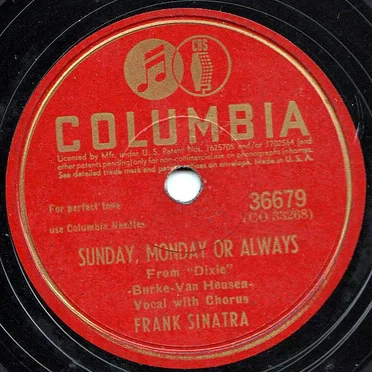 CBS
COLUMBIA
Licensed by Mfr. under U. S. Patent Nos. 1625705 and/or 1702564 (and
other patents pending) only for non-commercial use on phonographs in homes.
See detailed trade mark and patent notices on envelope. Made in U. S. A.
For perfect tone
use Columbia Needles
36679
(CO 33268)
SUNDAY, MONDAY OR ALWAYS
From "Dixie"
-Burke-Van Heusen-
Vocal with Chorus
FRANK SINATRA